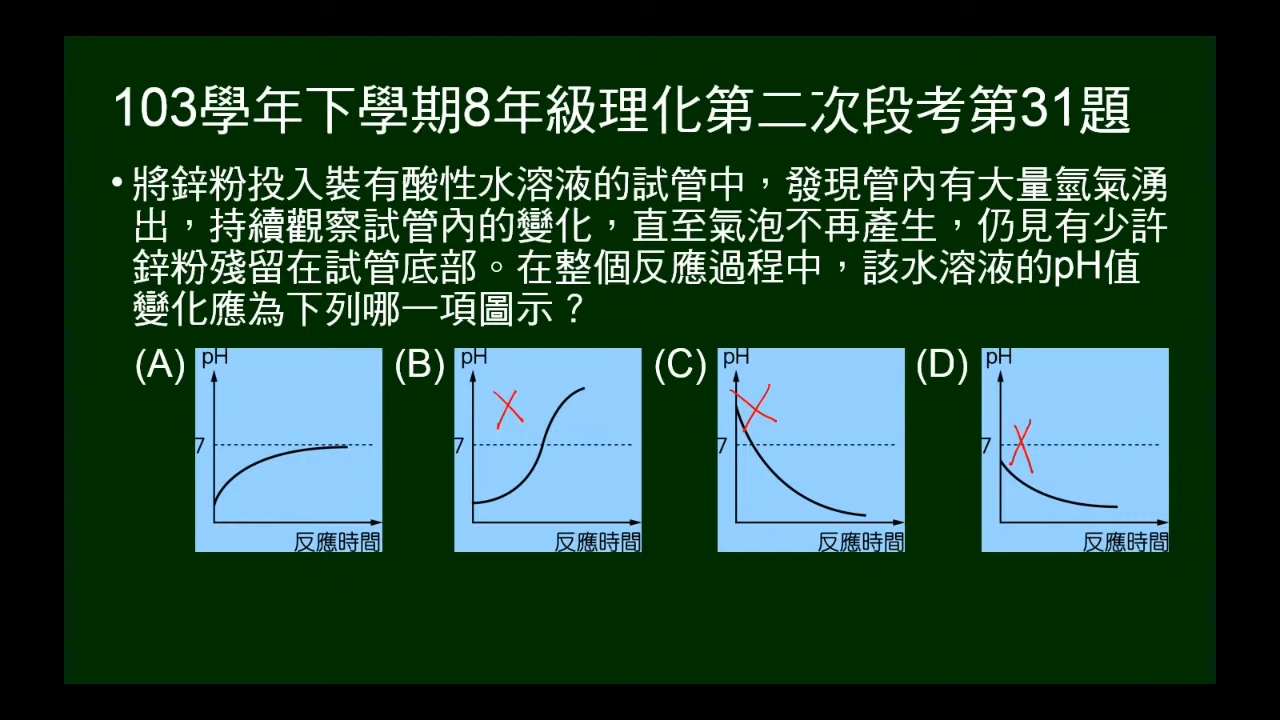 103學年下學期8年級理化第二次段考第31題
•將鋅粉投入裝有酸性水溶液的試管中，發現管內有大量氫氣湧
出，持續觀察試管內的變化，直至氣泡不再產生，仍見有少許
鋅粉殘留在試管底部。在整個反應過程中，該水溶液的pH值
變化應為下列哪一項圖示？
(A) pH 7 反應時間
(B) pH 7 反應時間
(C) pH 7 反應時間
(D) pH 7 反應時間